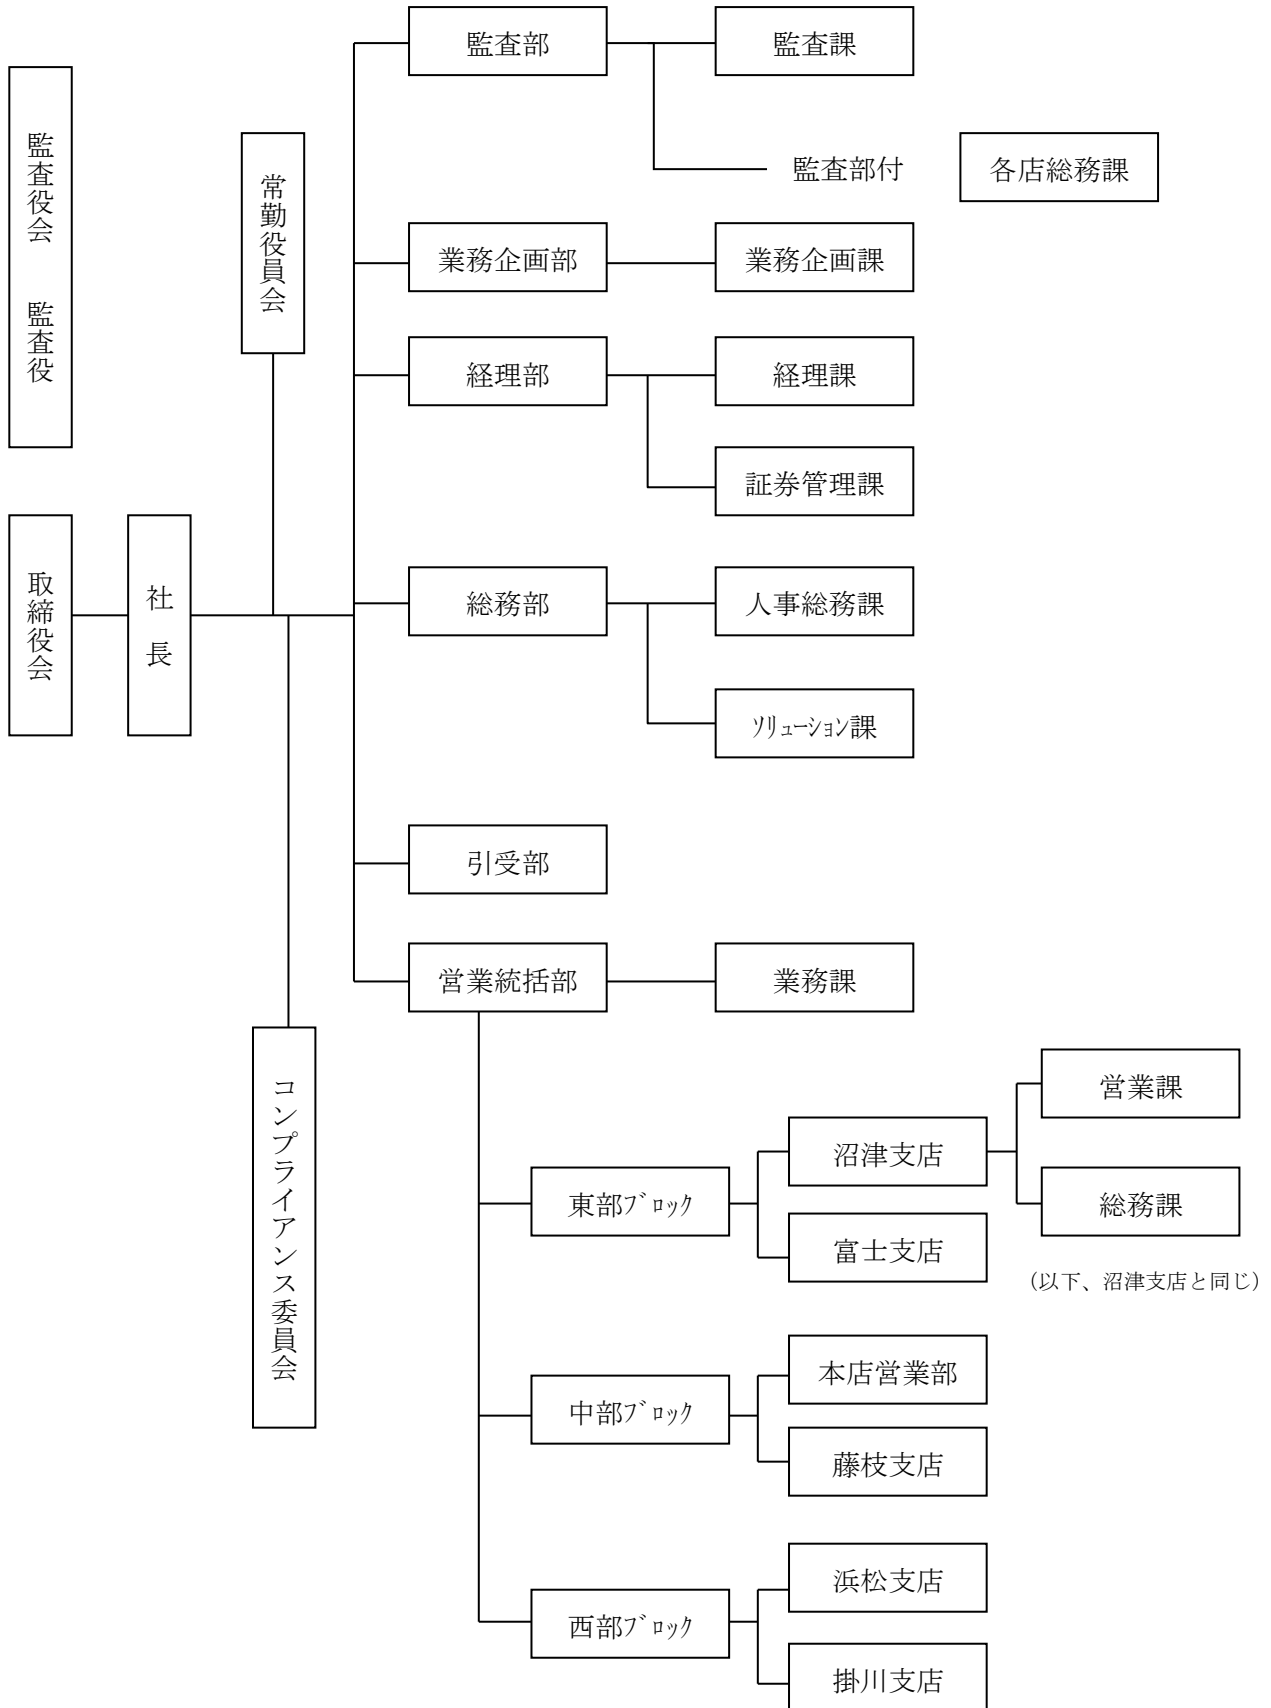 監査部
監査課
監査役会　監査役
常勤役員会
監査部付
各店総務課
業務企画部
業務企画課
経理部
経理課
証券管理課
取締役会
社長
総務部
人事総務課
ｿﾘｭｰｼｮﾝ課
引受部
営業統括部
業務課
コンプライアンス委員会
営業課
沼津支店
東部ﾌﾞﾛｯｸ
総務課
富士支店
（以下、沼津支店と同じ）
本店営業部
中部ﾌﾞﾛｯｸ
藤枝支店
浜松支店
西部ﾌﾞﾛｯｸ
掛川支店